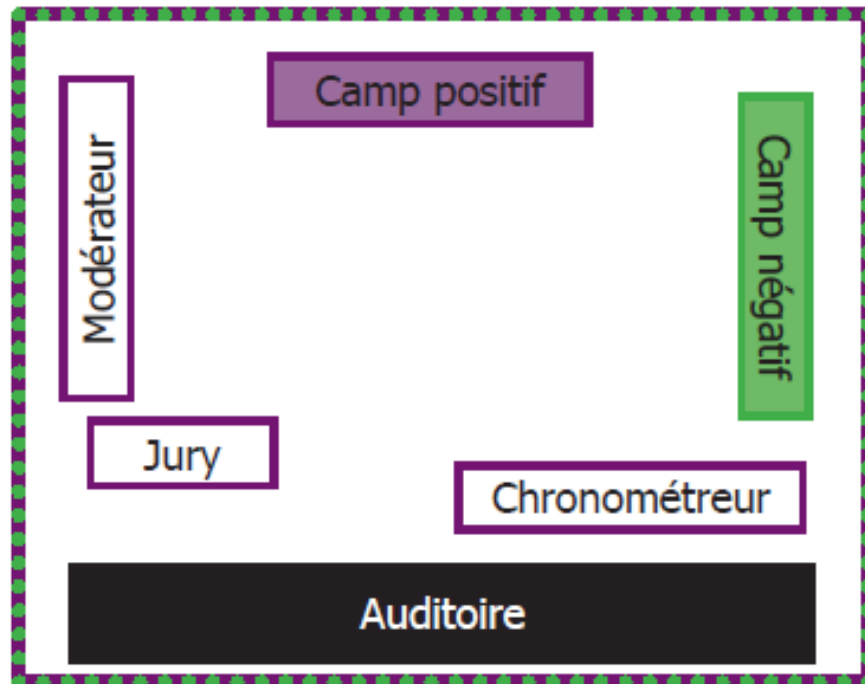 Camp positif
Modérateur
Camp négatif
Jury
Chronométreur
Auditoire